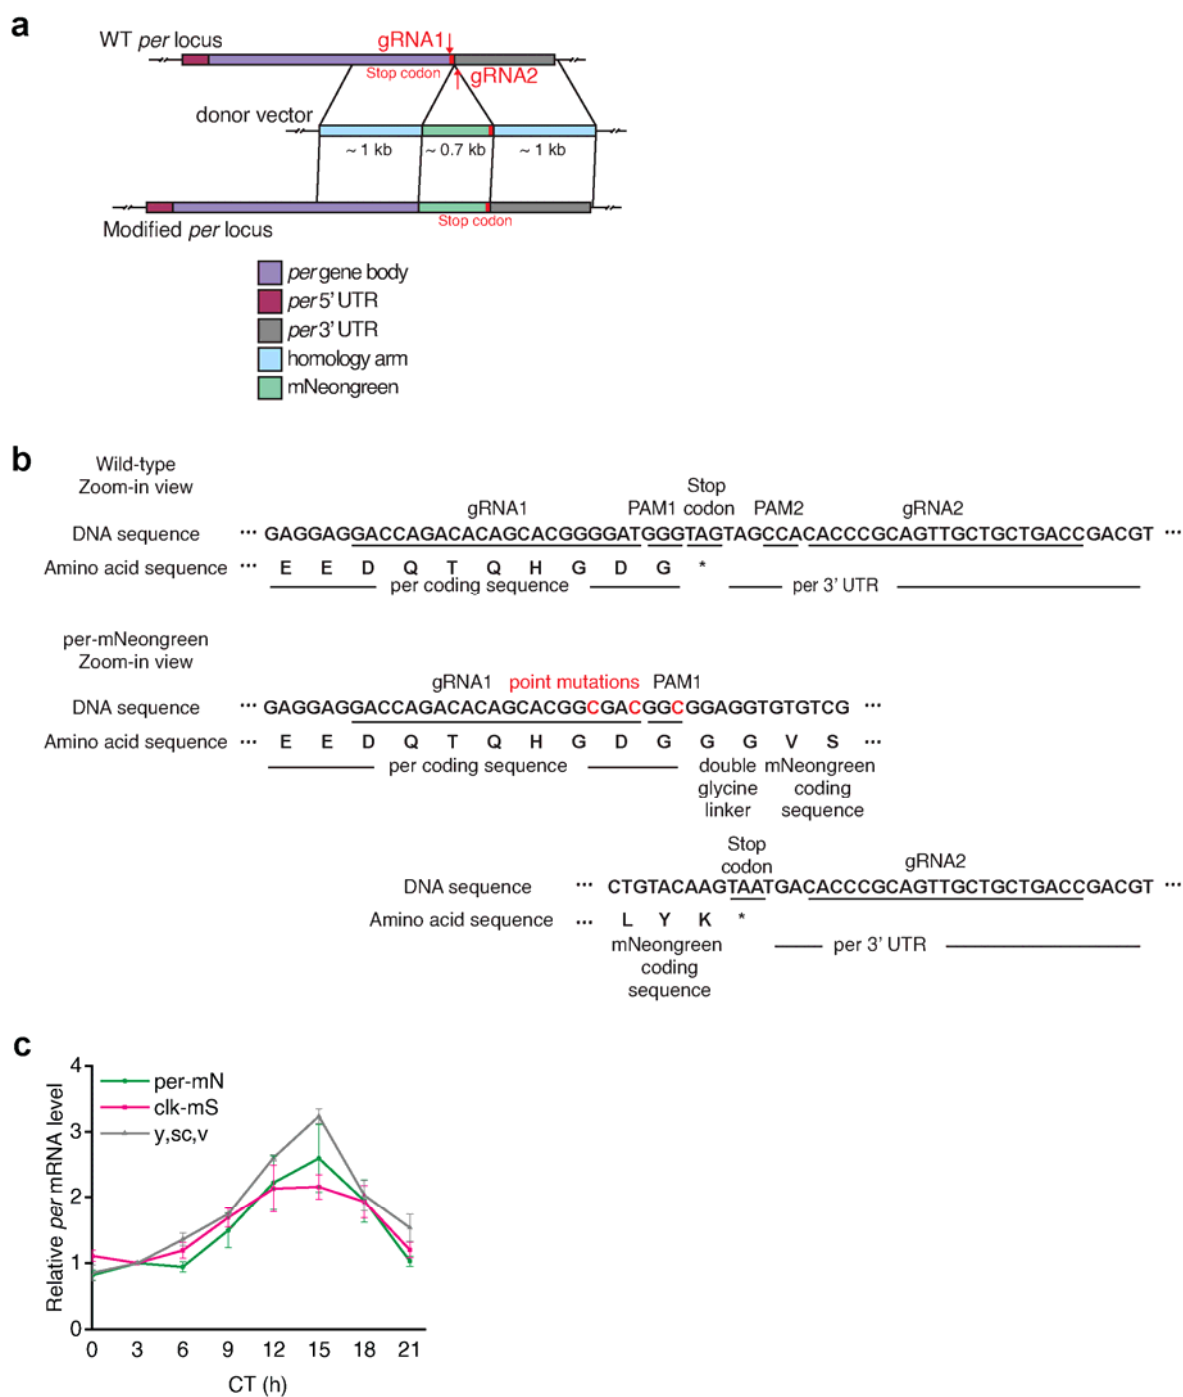 a
WT per locus
gRNA1
Stop codon
gRNA2
donor vector
~ 1 kb
~ 0.7 kb
~ 1 kb
Stop codon
Modified per locus
per gene body
per 5' UTR
per 3' UTR
homology arm
mNeongreen
b
Wild-type
Zoom-in view
gRNA1
PAM1
Stop
codon
PAM2
gRNA2
DNA sequence ··· GAGGAGGACCAGACACAGCACGGGGATGGGTAGTAGCCACACCCGCAGTTGCTGCTGACCGACGT ···
Amino acid sequence ··· E E D Q T Q H G D G *
per coding sequence
per 3' UTR
per-mNeongreen
Zoom-in view
gRNA1 point mutations PAM1
DNA sequence ··· GAGGAGGACCAGACACAGCACGGCGACGGCGGAGGTGTGTCG ···
Amino acid sequence ··· E E D Q T Q H G D G G G V S ···
per coding sequence
double mNeongreen
glycine coding
linker sequence
Stop
codon
gRNA2
DNA sequence ··· CTGTACAAGTAATGACACCCGCAGTTGCTGCTGACCGACGT ···
Amino acid sequence ··· L Y K *
mNeongreen
coding
sequence
per 3' UTR
c
Relative per mRNA level
4
3
2
1
0
per-mN
clk-mS
y,sc,v
0 3 6 9 12 15 18 21
CT (h)